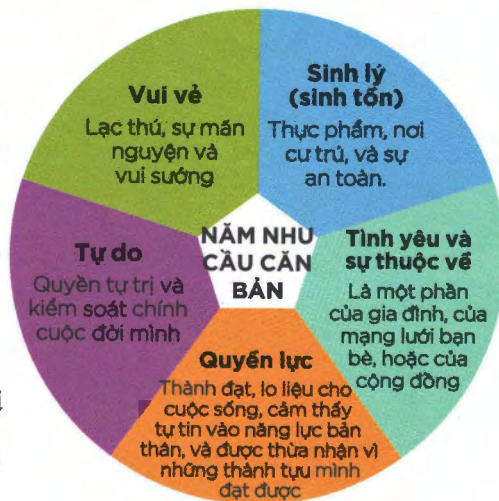 Vui vẻ
Lạc thú, sự mãn
nguyện và
vui sướng
Sinh lý
(sinh tồn)
Thực phẩm, nơi
cư trú, và sự
an toàn.
Tình yêu và
sự thuộc về
Là một phần
của gia đình, của
mạng lưới bạn
bè, hoặc của
cộng đồng
Quyền lực
Thành đạt, lo liệu cho
cuộc sống, cảm thấy
tự tin vào năng lực bản
thân, và được thừa nhận vì
những thành tựu mình
đạt được
Tự do
Quyền tự trị và
kiểm soát chính
cuộc đời mình
NĂM NHU
CẦU CĂN
BẢN